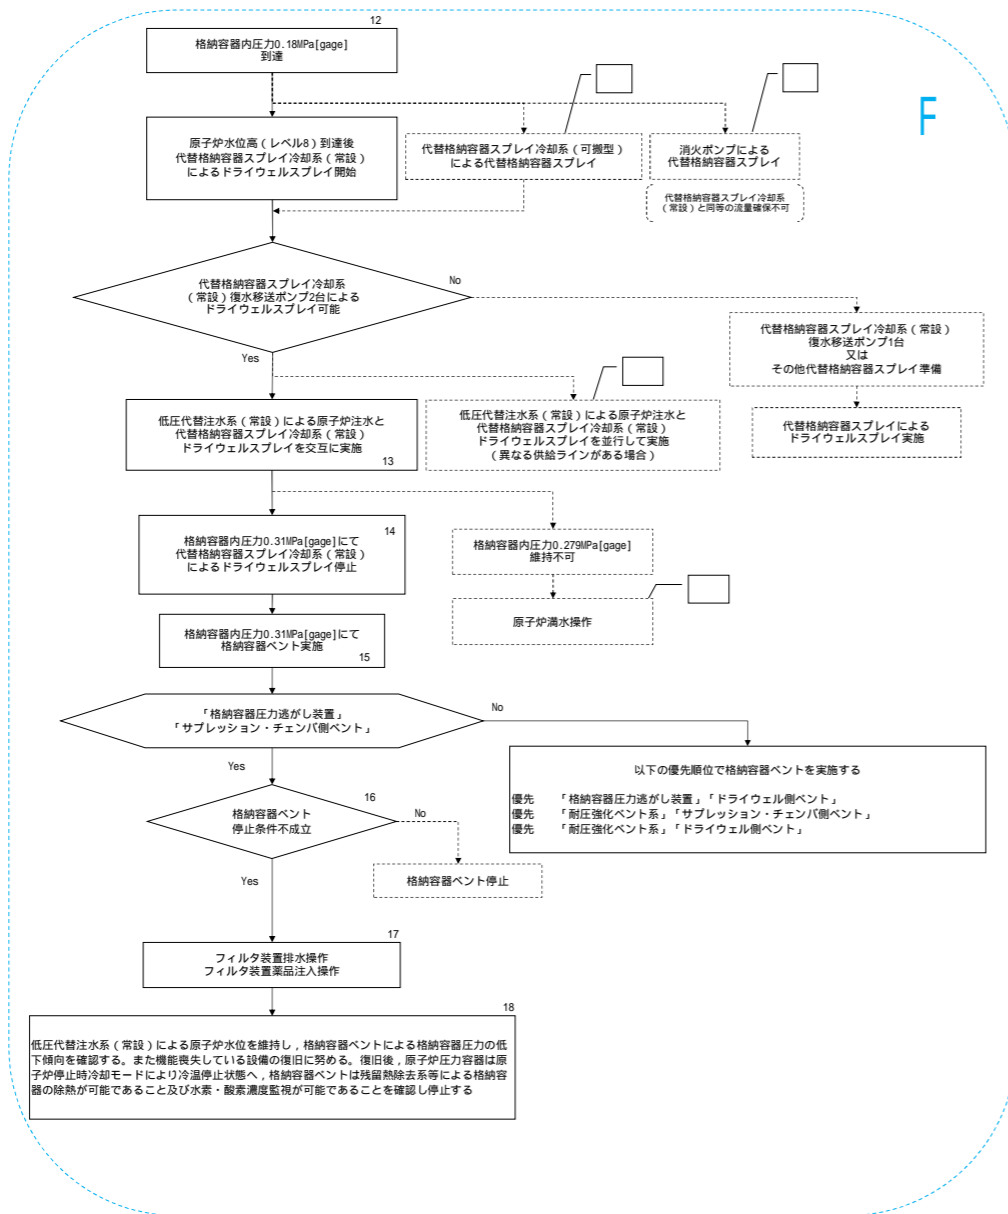 12
格納容器内圧力0.18MPa[gage]
到達
F
原子炉水位高（レベル8）到達後
代替格納容器スプレイ冷却系（常設）
によるドライウェルスプレイ開始
代替格納容器スプレイ冷却系（可搬型）
による代替格納容器スプレイ
消火ポンプによる
代替格納容器スプレイ
代替格納容器スプレイ冷却系
（常設）と同等の流量確保不可
代替格納容器スプレイ冷却系
（常設）復水移送ポンプ2台による
ドライウェルスプレイ可能
No
Yes
代替格納容器スプレイ冷却系（常設）
復水移送ポンプ1台
又は
その他代替格納容器スプレイ準備
代替格納容器スプレイによる
ドライウェルスプレイ実施
低圧代替注水系（常設）による原子炉注水と
代替格納容器スプレイ冷却系（常設）
ドライウェルスプレイを交互に実施
13
低圧代替注水系（常設）による原子炉注水と
代替格納容器スプレイ冷却系（常設）
ドライウェルスプレイを並行して実施
（異なる供給ラインがある場合）
14
格納容器内圧力0.31MPa[gage]にて
代替格納容器スプレイ冷却系（常設）
によるドライウェルスプレイ停止
格納容器内圧力0.279MPa[gage]
維持不可
原子炉満水操作
格納容器内圧力0.31MPa[gage]にて
格納容器ベント実施
15
「格納容器圧力逃がし装置」
「サプレッション・チェンバ側ベント」
No
Yes
以下の優先順位で格納容器ベントを実施する
優先 「格納容器圧力逃がし装置」「ドライウェル側ベント」
優先 「耐圧強化ベント系」「サプレッション・チェンバ側ベント」
優先 「耐圧強化ベント系」「ドライウェル側ベント」
16
格納容器ベント
停止条件不成立
No
Yes
格納容器ベント停止
17
フィルタ装置排水操作
フィルタ装置薬品注入操作
18
低圧代替注水系（常設）による原子炉水位を維持し，格納容器ベントによる格納容器圧力の低
下傾向を確認する。また機能喪失している設備の復旧に努める。復旧後，原子炉圧力容器は原
子炉停止時冷却モードにより冷温停止状態へ，格納容器ベントは残留熱除去系等による格納容
器の除熱が可能であること及び水素・酸素濃度監視が可能であることを確認し停止する